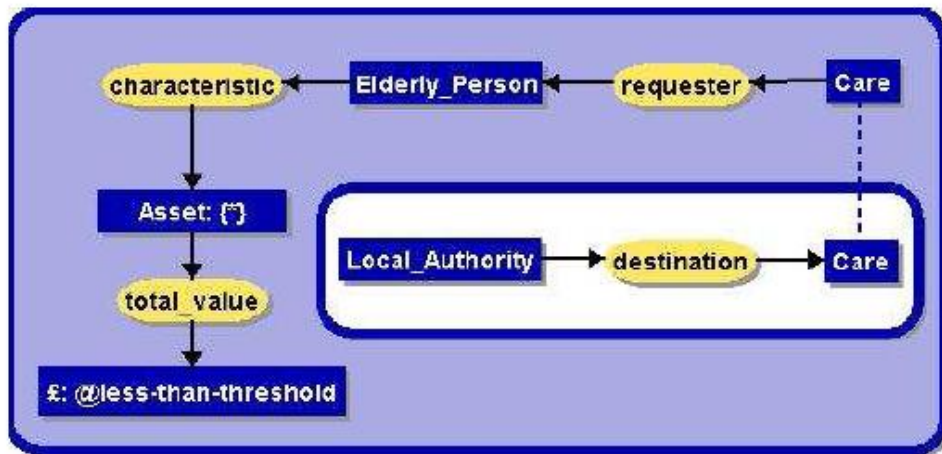 characteristic
Elderly_Person
requester
Care
Asset: {*}
Local_Authority
destination
Care
total_value
£: @less-than-threshold